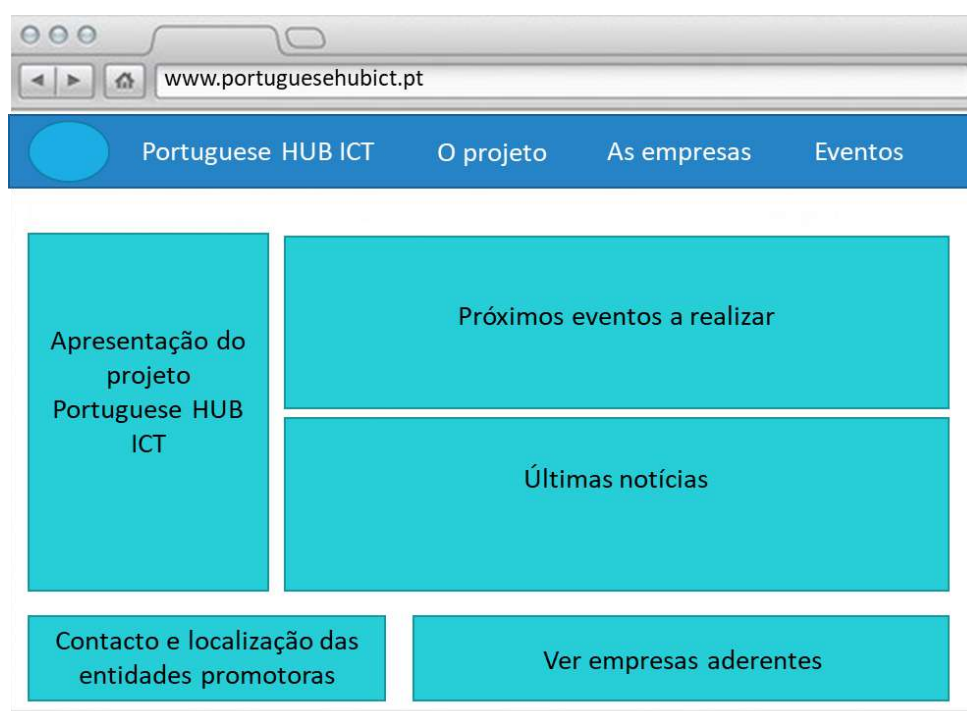 www.portuguesehubict.pt
Portuguese HUB ICT
O projeto
As empresas
Eventos
Apresentação do
projeto
Portuguese HUB
ICT
Próximos eventos a realizar
Últimas notícias
Contacto e localização das
entidades promotoras
Ver empresas aderentes